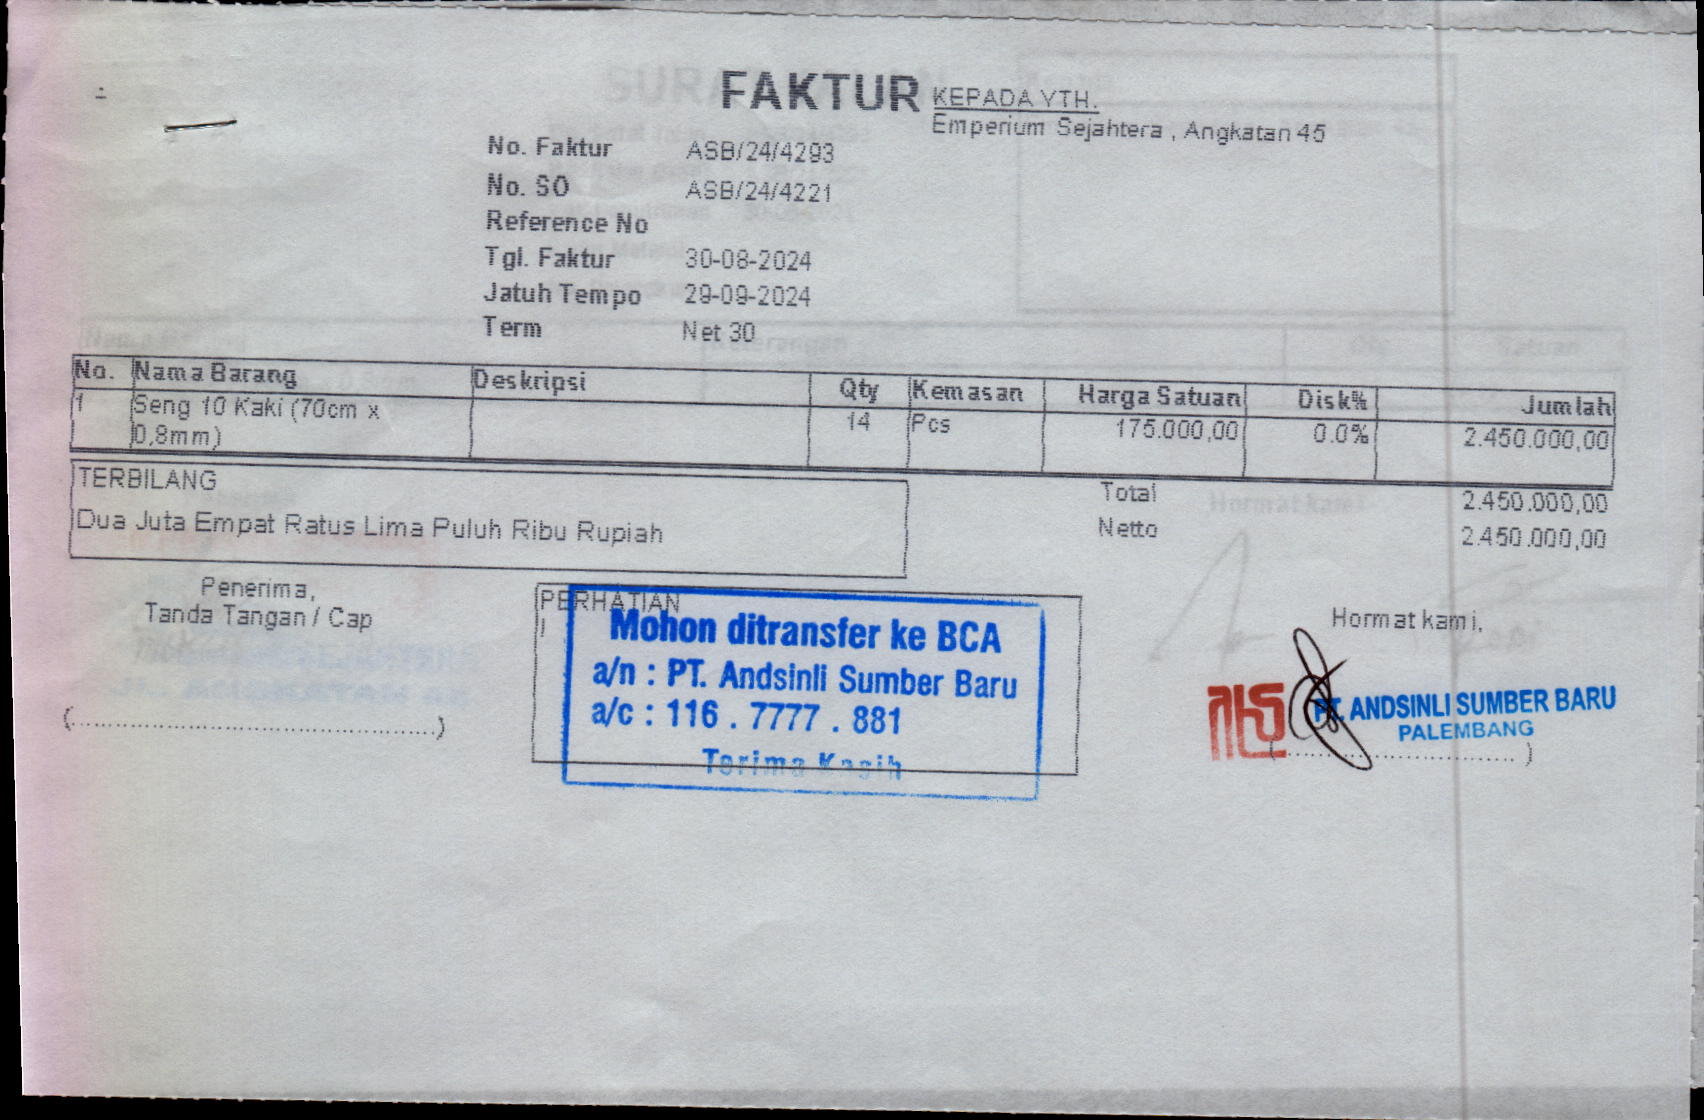 FAKTUR
KEPADA YTH.
Emperium Sejahtera , Angkatan 45
No. Faktur ASB/24/4293
No. SO ASB/24/4221
Reference No
Tgl. Faktur 30-08-2024
Jatuh Tempo 29-09-2024
Term Net 30
No. Nama Barang Deskripsi Qty Kemasan Harga Satuan Disk% Jumlah
1 Seng 10 Kaki (70cm x 14 Pcs 175.000,00 0.0% 2.450.000,00
0,8mm)
TERBILANG
Dua Juta Empat Ratus Lima Puluh Ribu Rupiah
Total 2.450.000,00
Netto 2.450.000,00
Penerima,
Tanda Tangan / Cap
(................................................)
PERHATIAN
Mohon ditransfer ke BCA
a/n : PT. Andsinli Sumber Baru
a/c : 116 . 7777 . 881
Terima Kasih
Hormat kami,
PT. ANDSINLI SUMBER BARU
PALEMBANG
(................................)